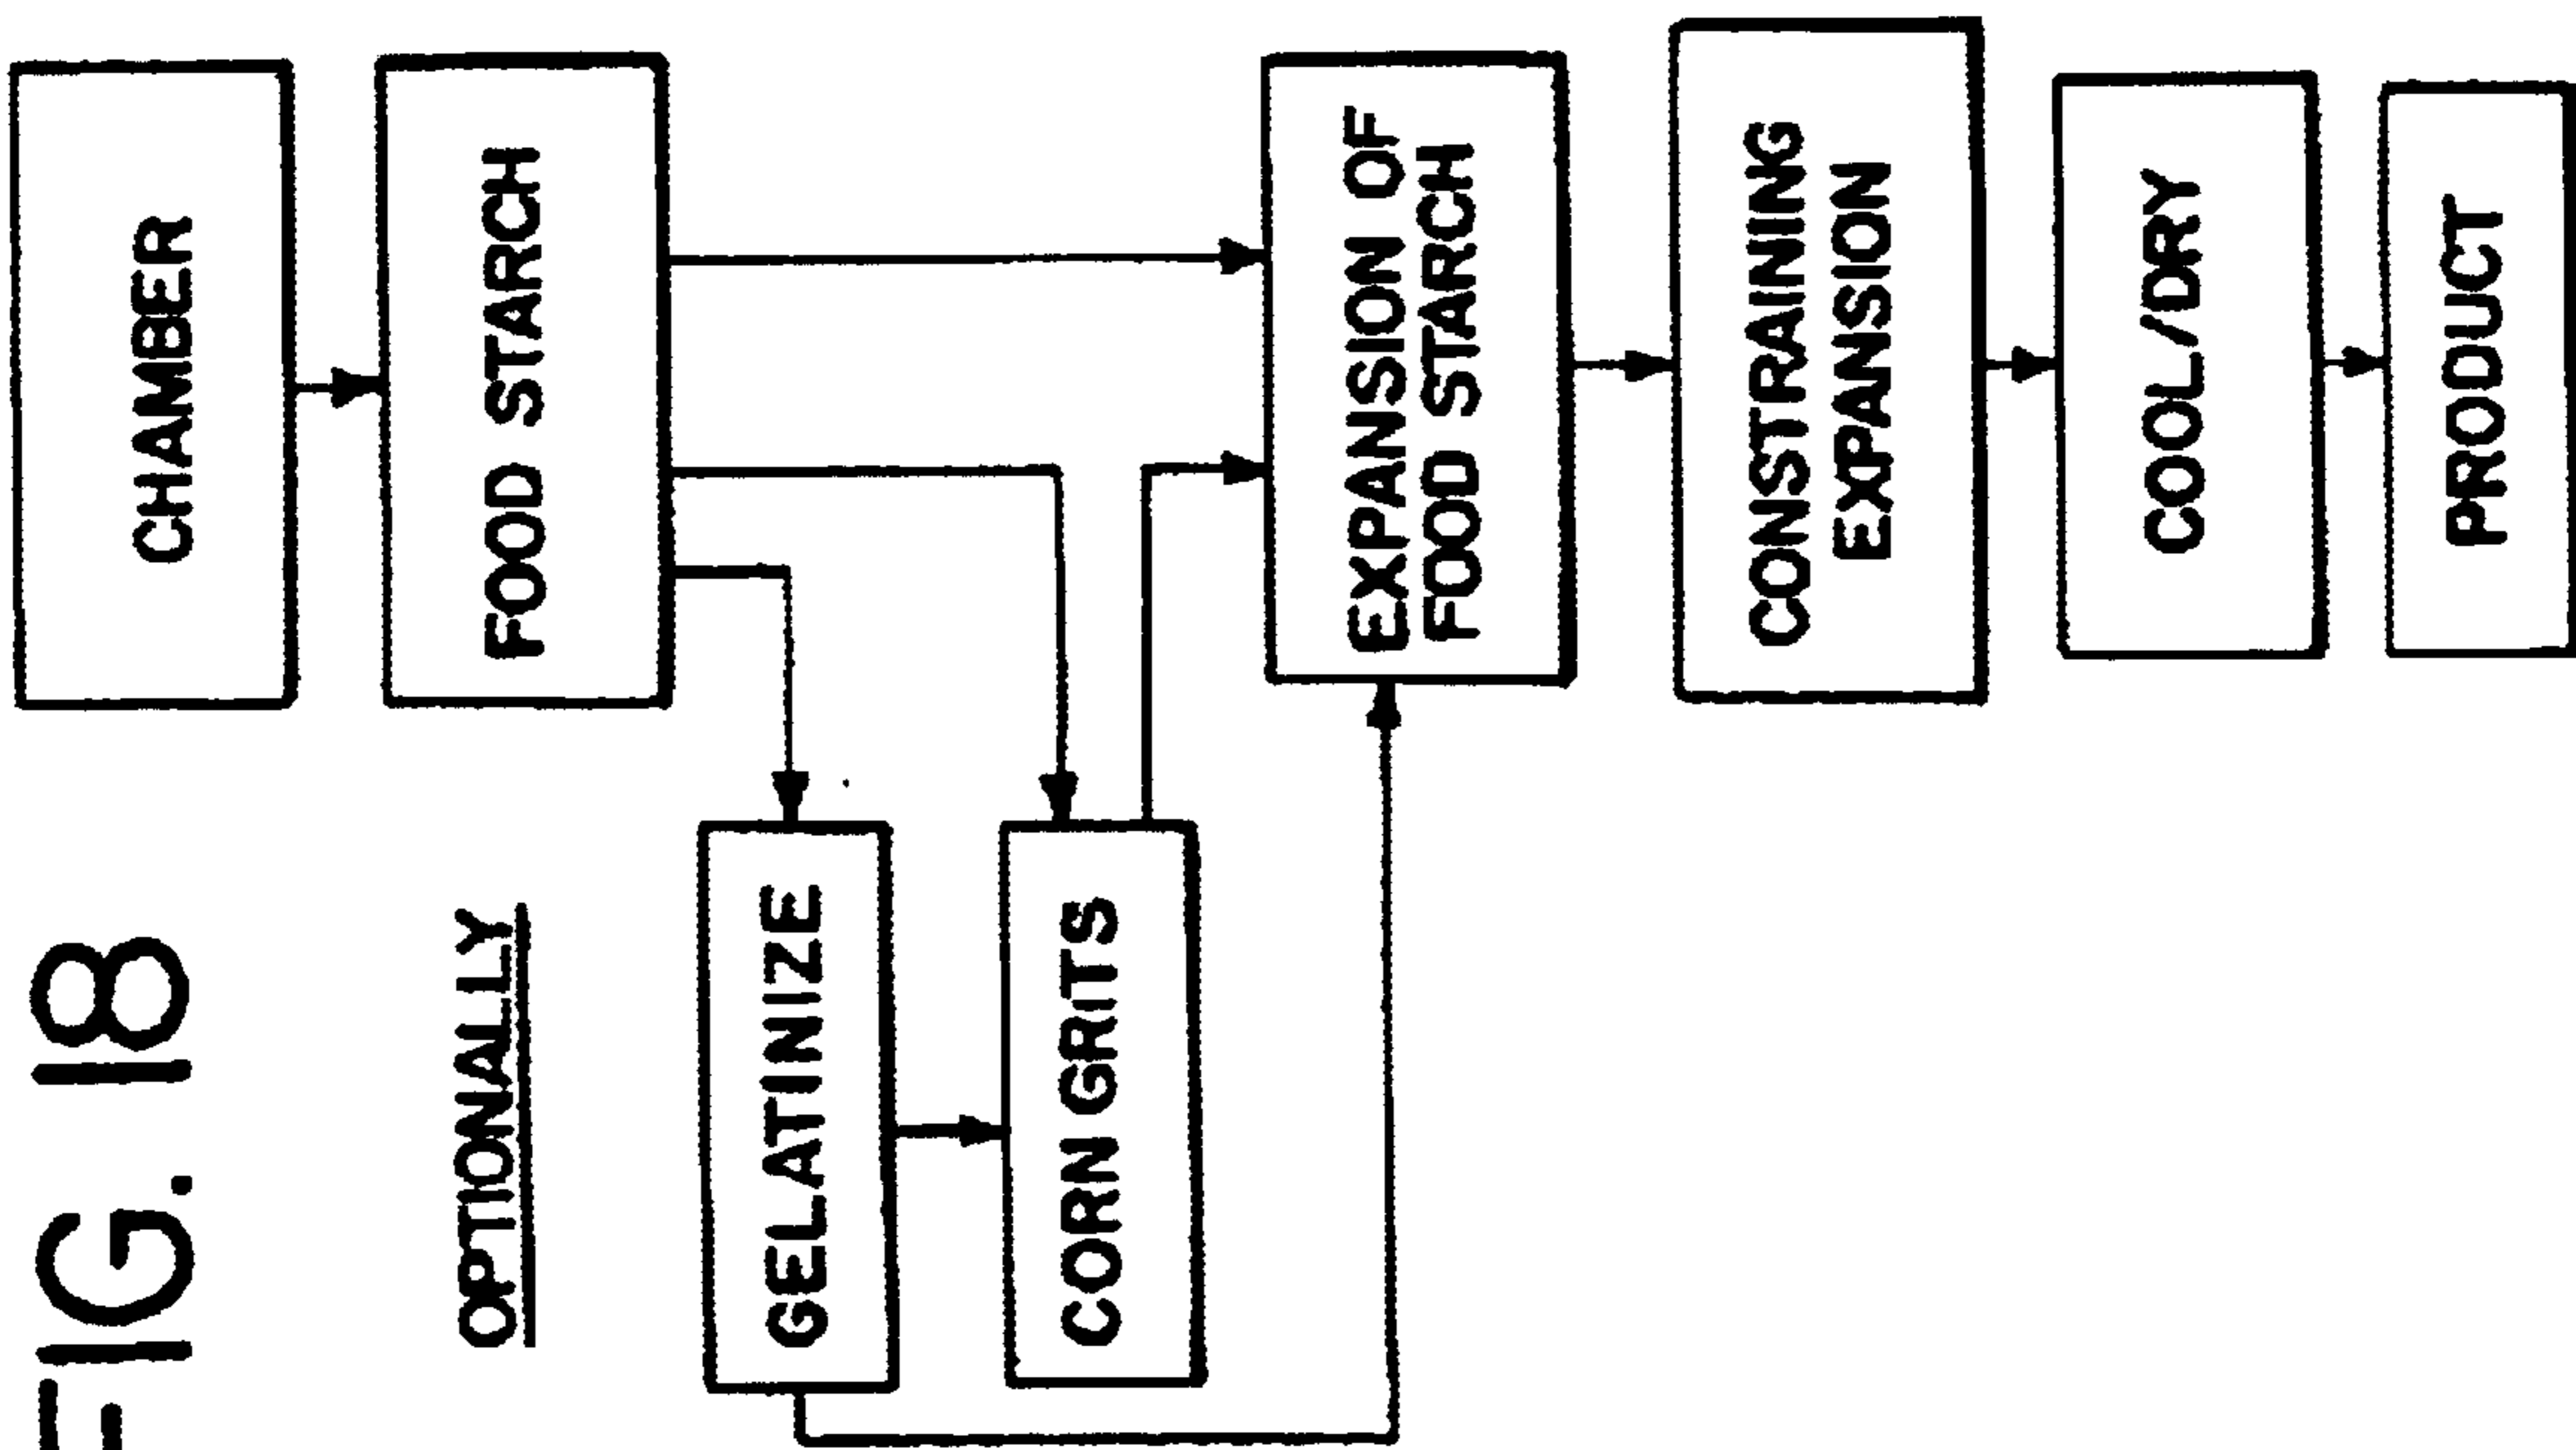 FIG. 18
CHAMBER
OPTIONALLY
FOOD STARCH
GELATINIZE
CORN GRITS
EXPANSION OF
FOOD STARCH
CONSTRAINING
EXPANSION
COOL/DRY
PRODUCT